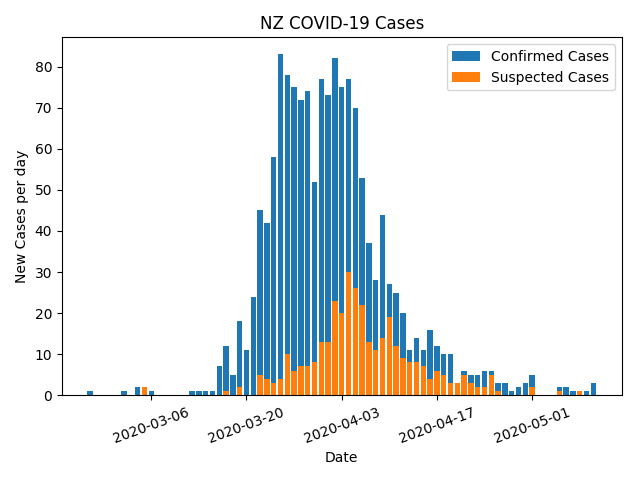 NZ COVID-19 Cases
Confirmed Cases
Suspected Cases
New Cases per day
80
70
60
50
40
30
20
10
0
2020-03-06
2020-03-20
2020-04-03
2020-04-17
2020-05-01
Date